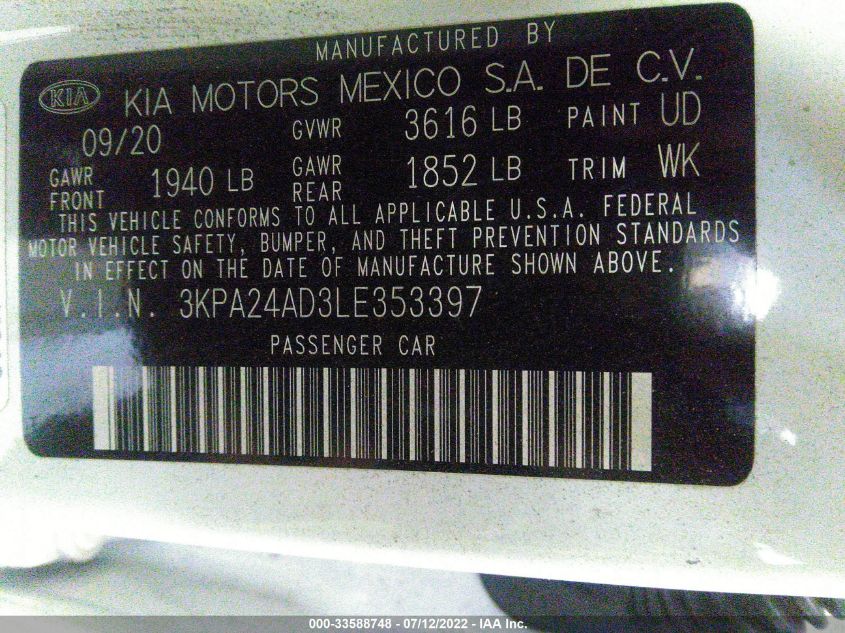 MANUFACTURED BY
KIA KIA MOTORS MEXICO S.A. DE C.V.
09/20 GVWR 3616 LB PAINT UD
GAWR FRONT 1940 LB GAWR REAR 1852 LB TRIM WK
THIS VEHICLE CONFORMS TO ALL APPLICABLE U.S.A. FEDERAL
MOTOR VEHICLE SAFETY, BUMPER, AND THEFT PREVENTION STANDARDS
IN EFFECT ON THE DATE OF MANUFACTURE SHOWN ABOVE.
V.I.N. 3KPA24AD3LE353397
PASSENGER CAR
000-33588748 - 07/12/2022 - IAA Inc.